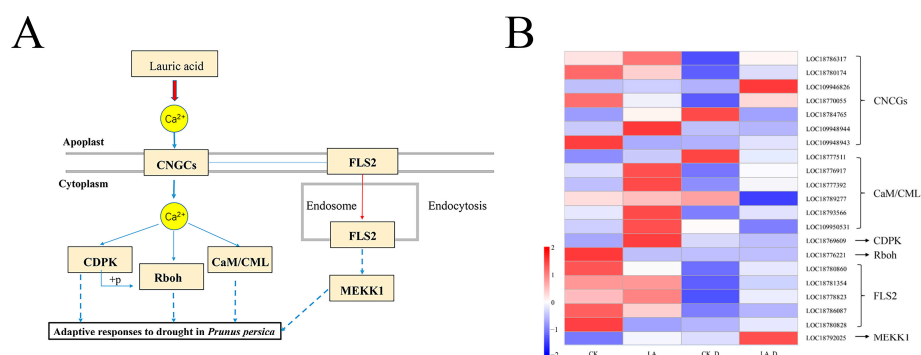 A
Lauric acid
Ca2+
Apoplast
CNGCs
FLS2
Cytoplasm
Ca2+
Endosome
Endocytosis
FLS2
CDPK
+p
Rboh
CaM/CML
MEKK1
Adaptive responses to drought in Prunus persica
B
LOC18786317
LOC18780174
LOC109946826
LOC18770055
LOC18784765
LOC109948944
LOC109948943
LOC18777511
LOC18776917
LOC18777392
LOC18789277
LOC18793566
LOC109950531
LOC18769609
LOC18776221
LOC18780860
LOC18781354
LOC18778823
LOC18786087
LOC18780828
LOC18792025
CNCGs
CaM/CML
CDPK
Rboh
FLS2
MEKK1
2
1
0
-1